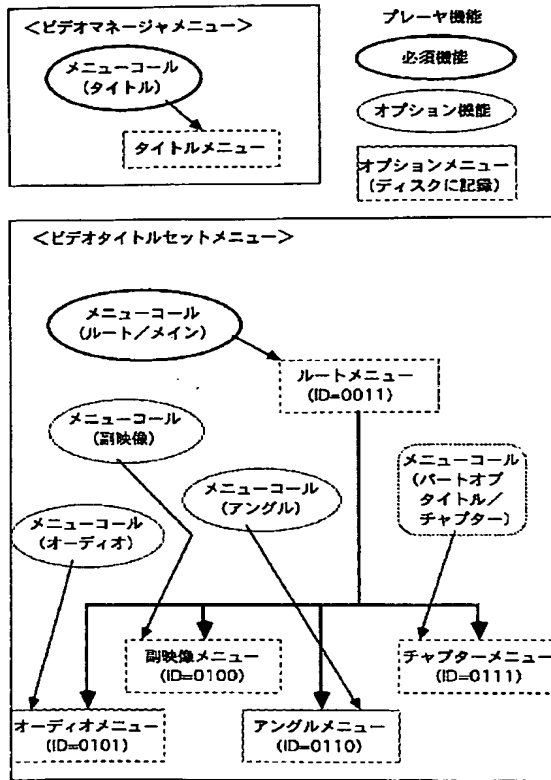 ＜ビデオマネージャメニュー＞
メニューコール
(タイトル)
タイトルメニュー
プレーヤ機能
必須機能
オプション機能
オプションメニュー
(ディスクに記録)
＜ビデオタイトルセットメニュー＞
メニューコール
(ルート／メイン)
ルートメニュー
(ID=0011)
メニューコール
(副映像)
メニューコール
(アングル)
メニューコール
(パートオブ
タイトル／
チャプター)
メニューコール
(オーディオ)
副映像メニュー
(ID=0100)
チャプターメニュー
(ID=0111)
オーディオメニュー
(ID=0101)
アングルメニュー
(ID=0110)